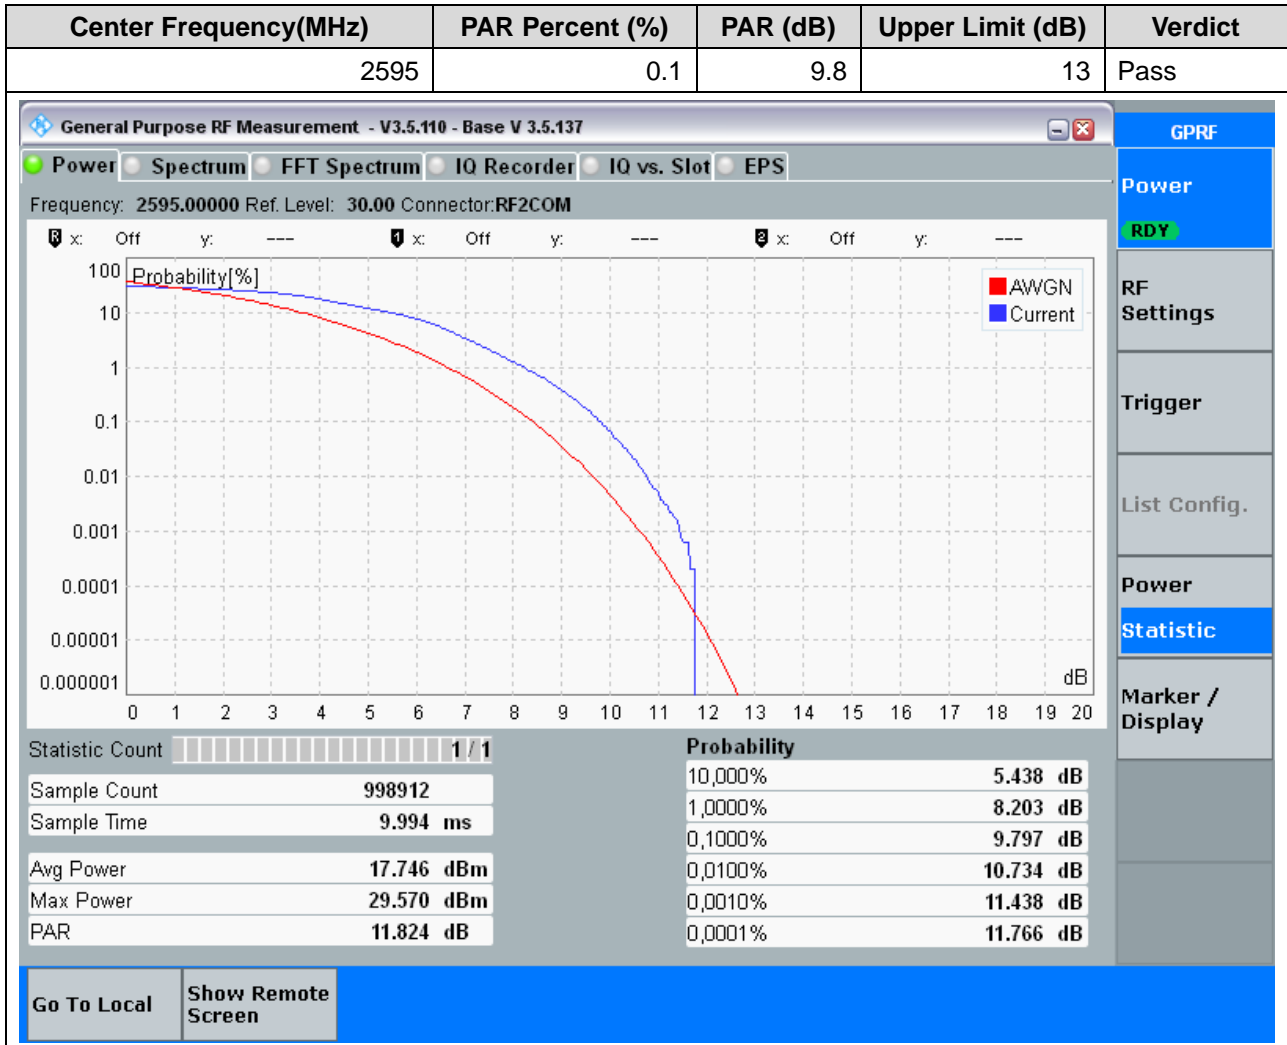 Center Frequency(MHz) PAR Percent (%) PAR (dB) Upper Limit (dB) Verdict
2595 0.1 9.8 13 Pass
General Purpose RF Measurement - V3.5.110 - Base V 3.5.137
GPRF
Power Spectrum FFT Spectrum IQ Recorder IQ vs. Slot EPS
Power
RDY
Frequency: 2595.00000 Ref. Level: 30.00 Connector:RF2COM
R x: Off y: --- 1 x: Off y: --- 2 x: Off y: ---
Probability[%]
AWGN
Current
100
10
1
0.1
0.01
0.001
0.0001
0.00001
0.000001
dB
0 1 2 3 4 5 6 7 8 9 10 11 12 13 14 15 16 17 18 19 20
RF
Settings
Trigger
List Config.
Power
Statistic
Marker /
Display
Statistic Count 1 / 1
Sample Count 998912
Sample Time 9.994 ms
Avg Power 17.746 dBm
Max Power 29.570 dBm
PAR 11.824 dB
Probability
10,000% 5.438 dB
1,0000% 8.203 dB
0,1000% 9.797 dB
0,0100% 10.734 dB
0,0010% 11.438 dB
0,0001% 11.766 dB
Go To Local
Show Remote
Screen